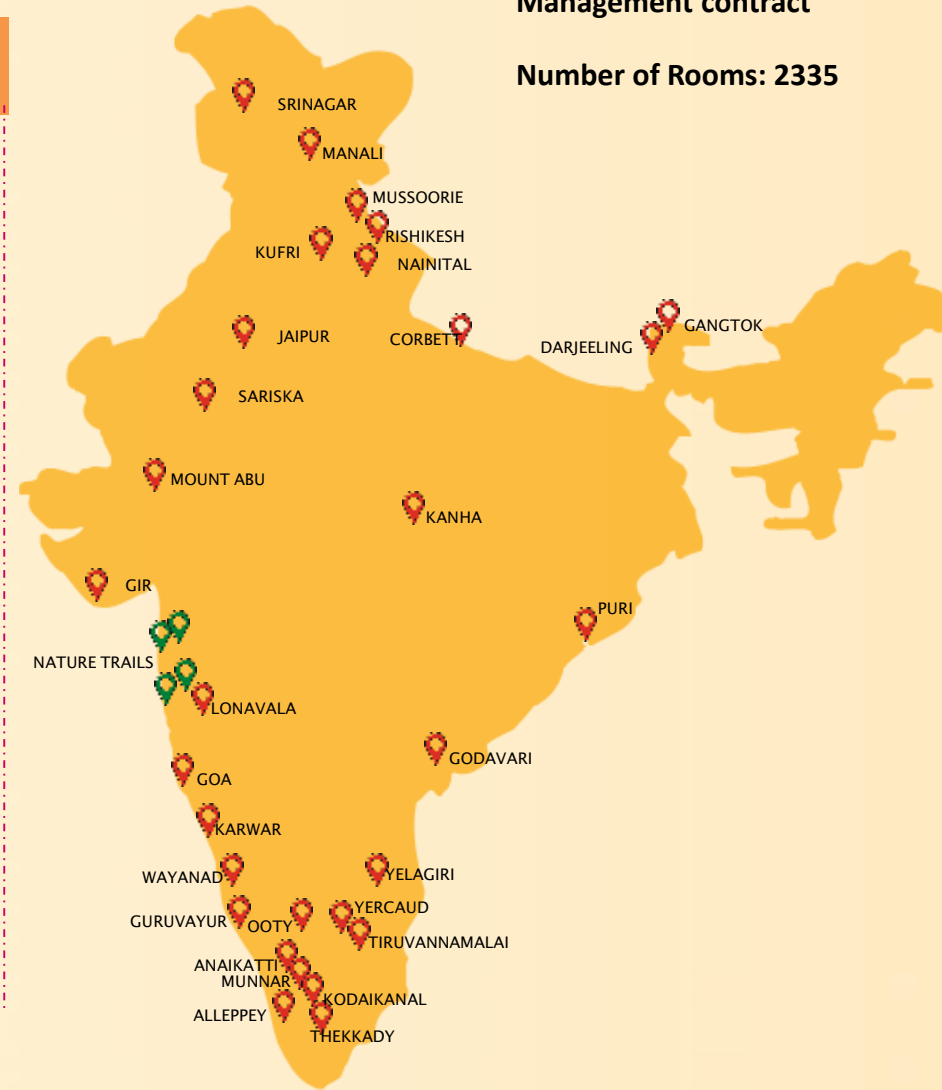 Management contract
Number of Rooms: 2335
SRINAGAR
MANALI
MUSSOORIE
RISHIKESH
KUFRI
NAINITAL
GANGTOK
JAIPUR
CORBETT
DARJEELING
SARISKA
MOUNT ABU
KANHA
GIR
PURI
NATURE TRAILS
LONAVALA
GODAVARI
GOA
KARWAR
WAYANAD
YELAGIRI
YERCAUD
GURUVAYUR
OOTY
TIRUVANNAMALAI
ANAIKATTI
MUNNAR
KODAIKANAL
ALLEPPEY
THEKKADY